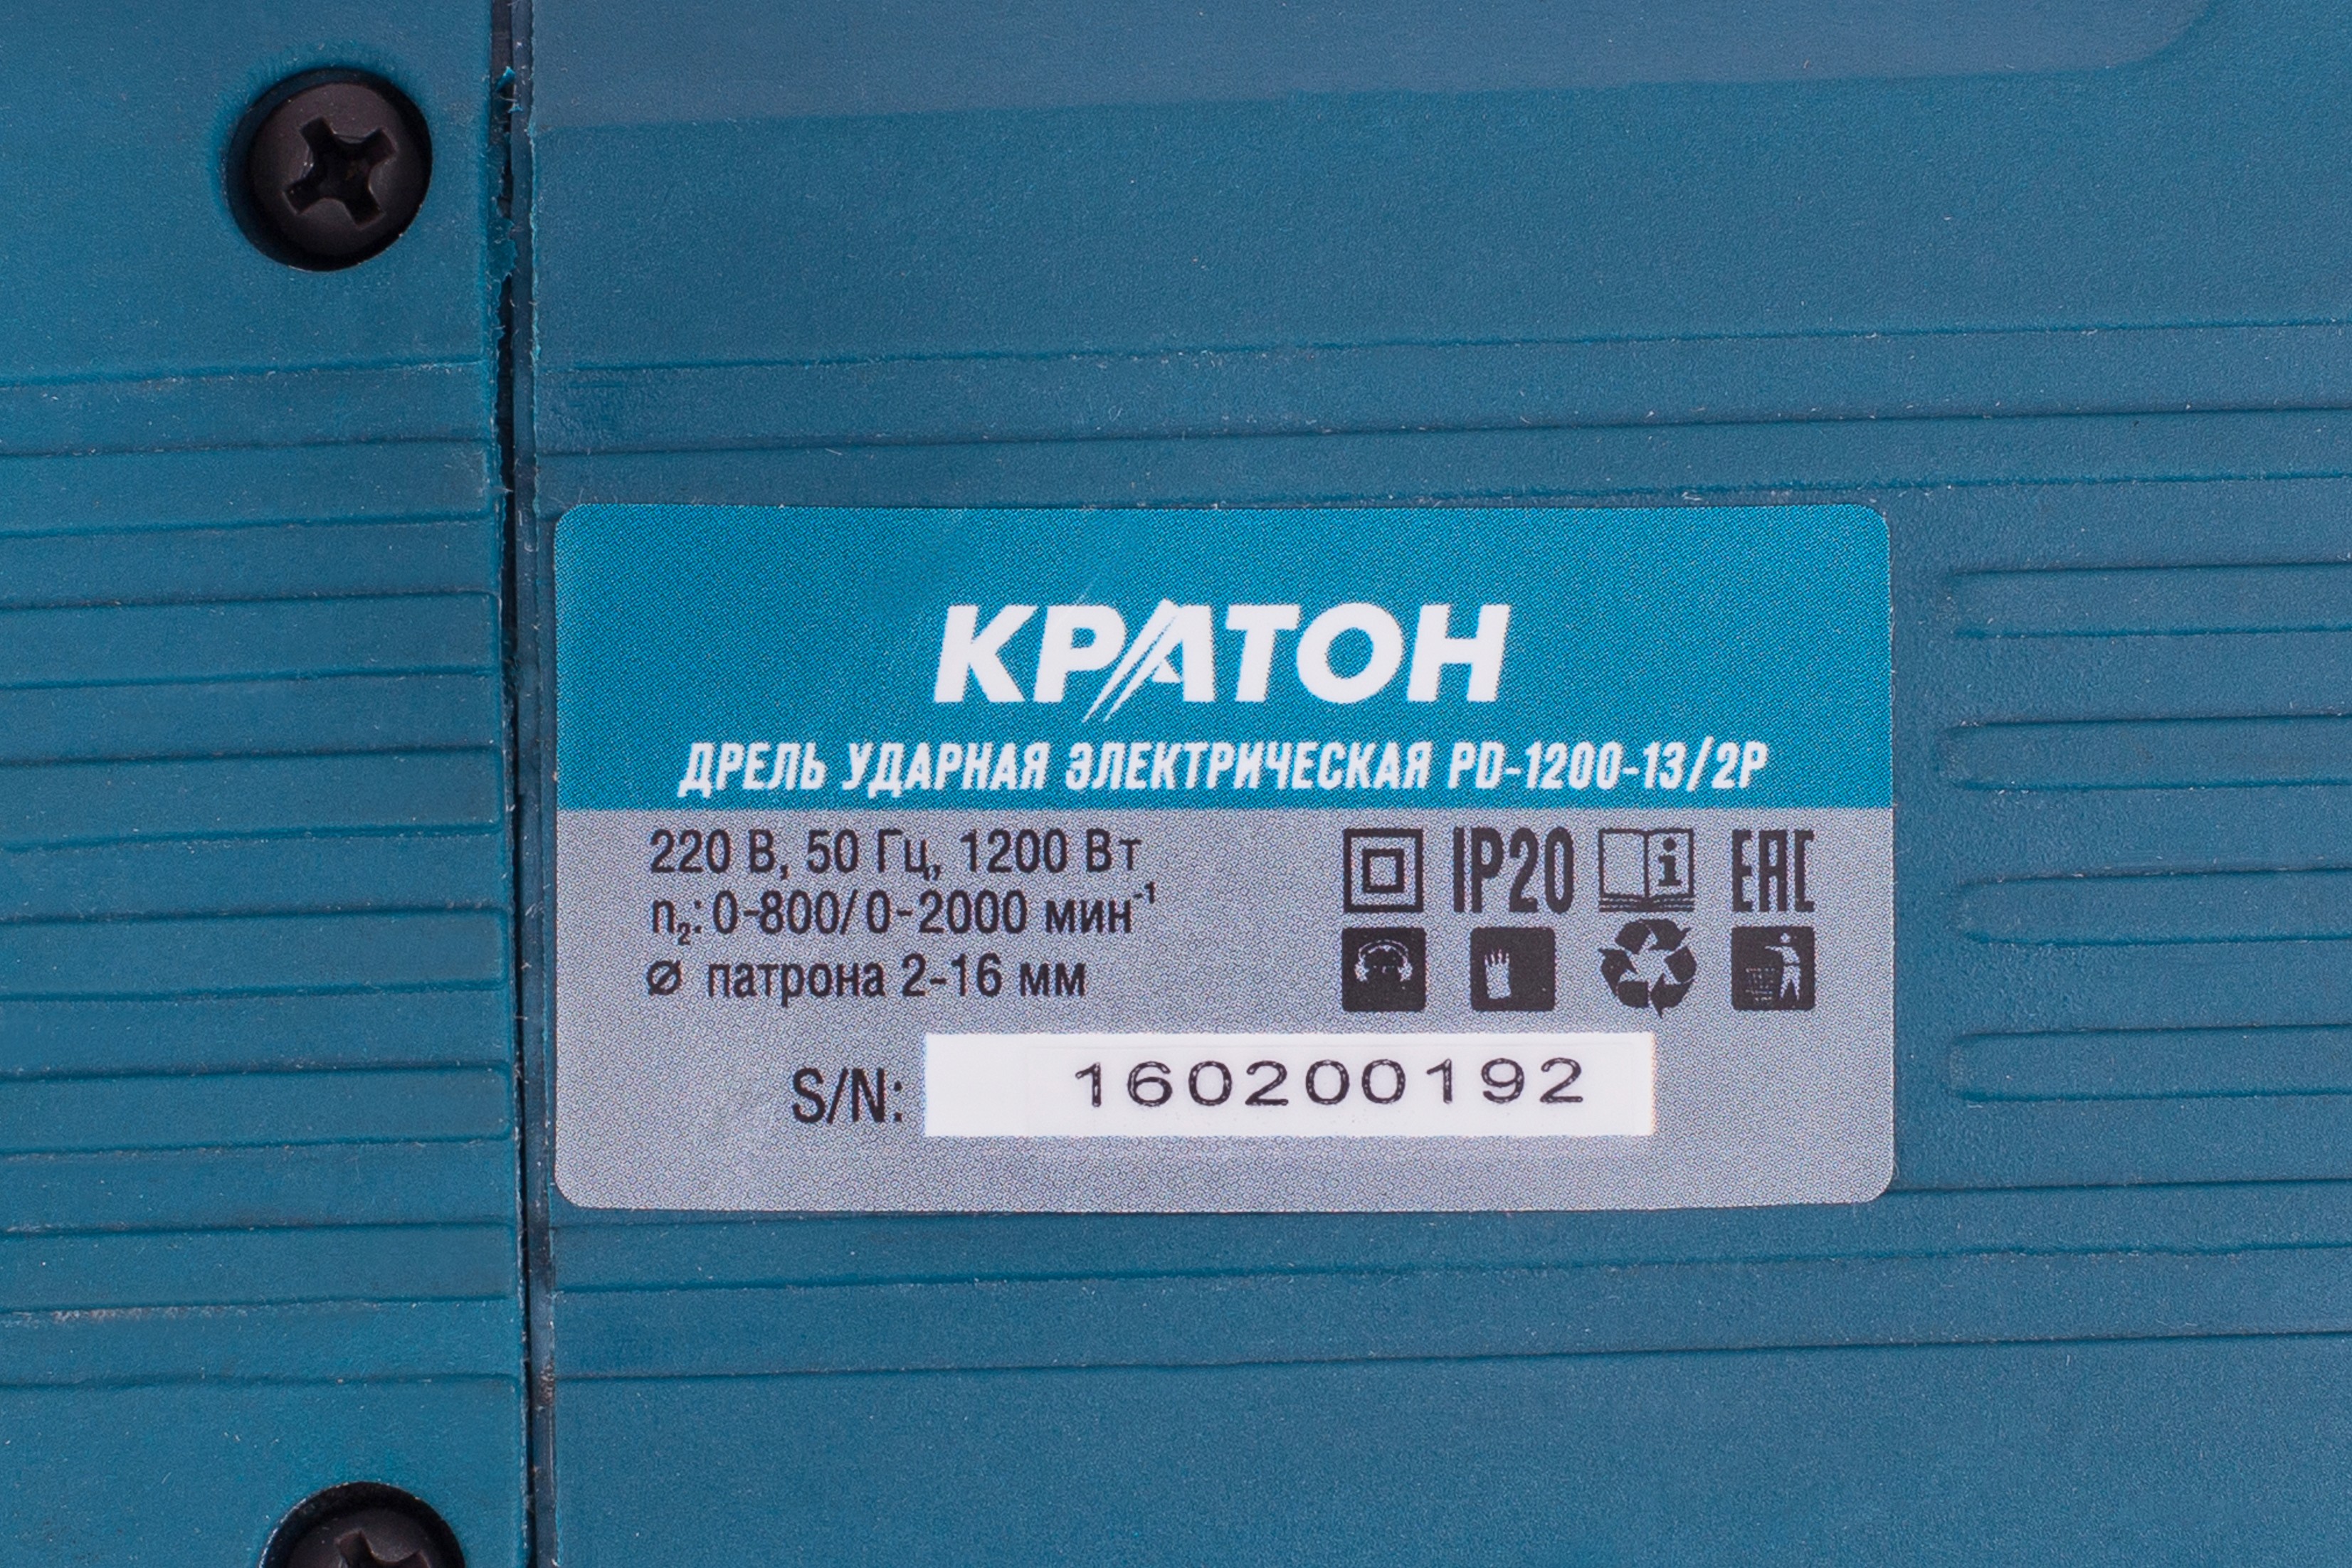 КРАТОН
ДРЕЛЬ УДАРНАЯ ЭЛЕКТРИЧЕСКАЯ PD-1200-13/2P
220 В, 50 Гц, 1200 Вт
n₂: 0-800/0-2000 мин⁻¹
⌀ патрона 2-16 мм
IP20
i
EAC
S/N: 160200192